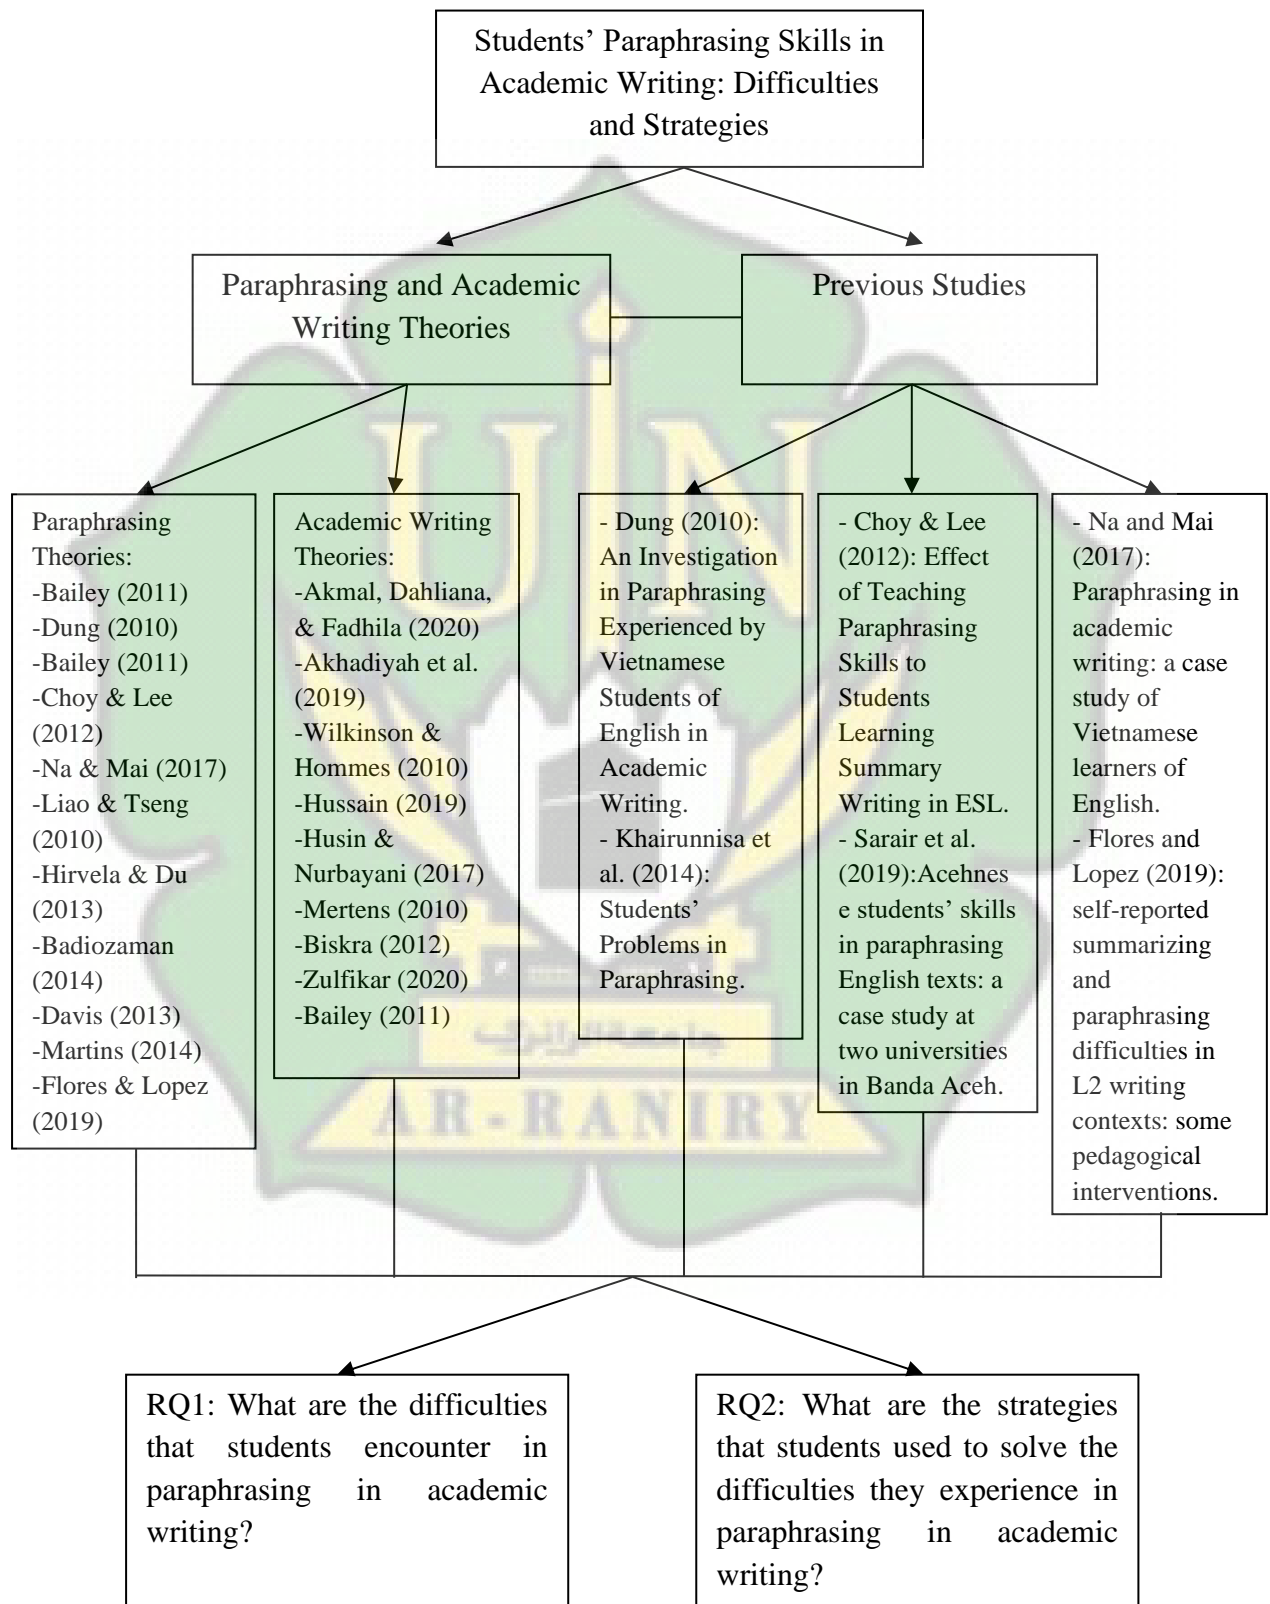 Students’ Paraphrasing Skills in
Academic Writing: Difficulties
and Strategies
Paraphrasing and Academic
Writing Theories
Previous Studies
Paraphrasing
Theories:
-Bailey (2011)
-Dung (2010)
-Bailey (2011)
-Choy & Lee
(2012)
-Na & Mai (2017)
-Liao & Tseng
(2010)
-Hirvela & Du
(2013)
-Badiozaman
(2014)
-Davis (2013)
-Martins (2014)
-Flores & Lopez
(2019)
Academic Writing
Theories:
-Akmal, Dahliana,
& Fadhila (2020)
-Akhadiyah et al.
(2019)
-Wilkinson &
Hommes (2010)
-Hussain (2019)
-Husin &
Nurbayani (2017)
-Mertens (2010)
-Biskra (2012)
-Zulfikar (2020)
-Bailey (2011)
- Dung (2010):
An Investigation
in Paraphrasing
Experienced by
Vietnamese
Students of
English in
Academic
Writing.
- Khairunnisa et
al. (2014):
Students’
Problems in
Paraphrasing.
- Choy & Lee
(2012): Effect
of Teaching
Paraphrasing
Skills to
Students
Learning
Summary
Writing in ESL.
- Sarair et al.
(2019):Acehnes
e students’ skills
in paraphrasing
English texts: a
case study at
two universities
in Banda Aceh.
- Na and Mai
(2017):
Paraphrasing in
academic
writing: a case
study of
Vietnamese
learners of
English.
- Flores and
Lopez (2019):
self-reported
summarizing
and
paraphrasing
difficulties in
L2 writing
contexts: some
pedagogical
interventions.
UIN
جامعة الرانري
AR-RANIRY
RQ1: What are the difficulties
that students encounter in
paraphrasing in academic
writing?
RQ2: What are the strategies
that students used to solve the
difficulties they experience in
paraphrasing in academic
writing?